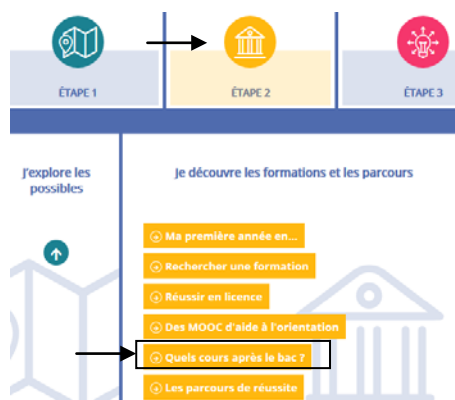 ÉTAPE 1
ÉTAPE 2
ÉTAPE 3
J'explore les
possibles
Je découvre les formations et les parcours
Ma première année en...
Rechercher une formation
Réussir en licence
Des MOOC d'aide à l'orientation
Quels cours après le bac ?
Les parcours de réussite